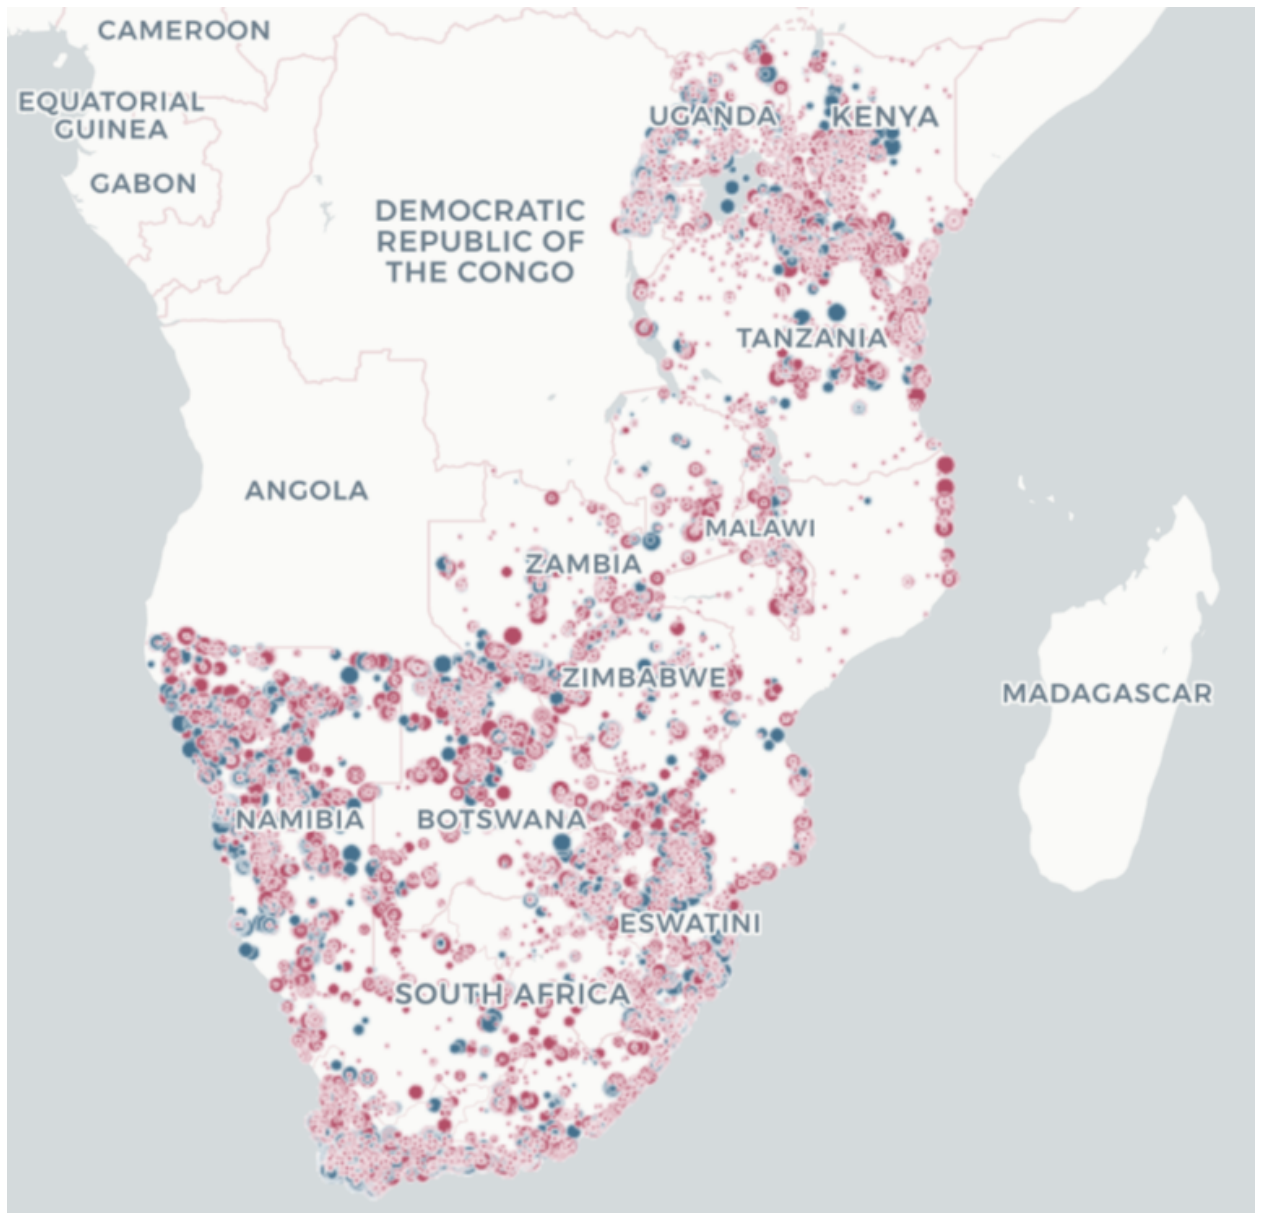 CAMEROON
EQUATORIAL
GUINEA
GABON
UGANDA
KENYA
DEMOCRATIC
REPUBLIC OF
THE CONGO
TANZANIA
ANGOLA
MALAWI
ZAMBIA
ZIMBABWE
MADAGASCAR
NAMIBIA
BOTSWANA
ESWATINI
SOUTH AFRICA